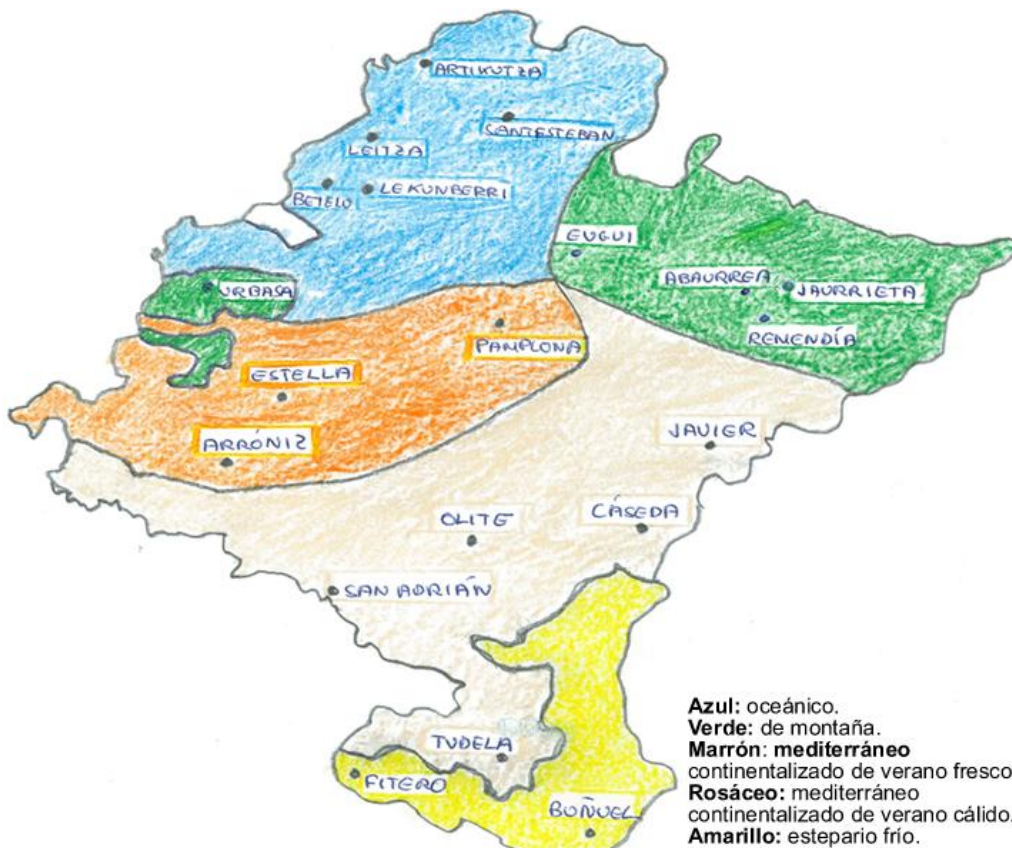 ARTIKUTZA
SANTESTEBAN
LEITZA
BETELU
LEKUNBERRI
EUGUI
ABAURREA
JAURRIETA
URBASA
REMENDÍA
PAMPLONA
ESTELLA
ARRÓNIZ
JAVIER
OLITE
CÁSEDA
SAN ADRIÁN
TUDELA
FITERO
BUÑUEL
Azul: oceánico.
Verde: de montaña.
Marrón: mediterráneo
continentalizado de verano fresco
Rosáceo: mediterráneo
continentalizado de verano cálido.
Amarillo: estepario frío.